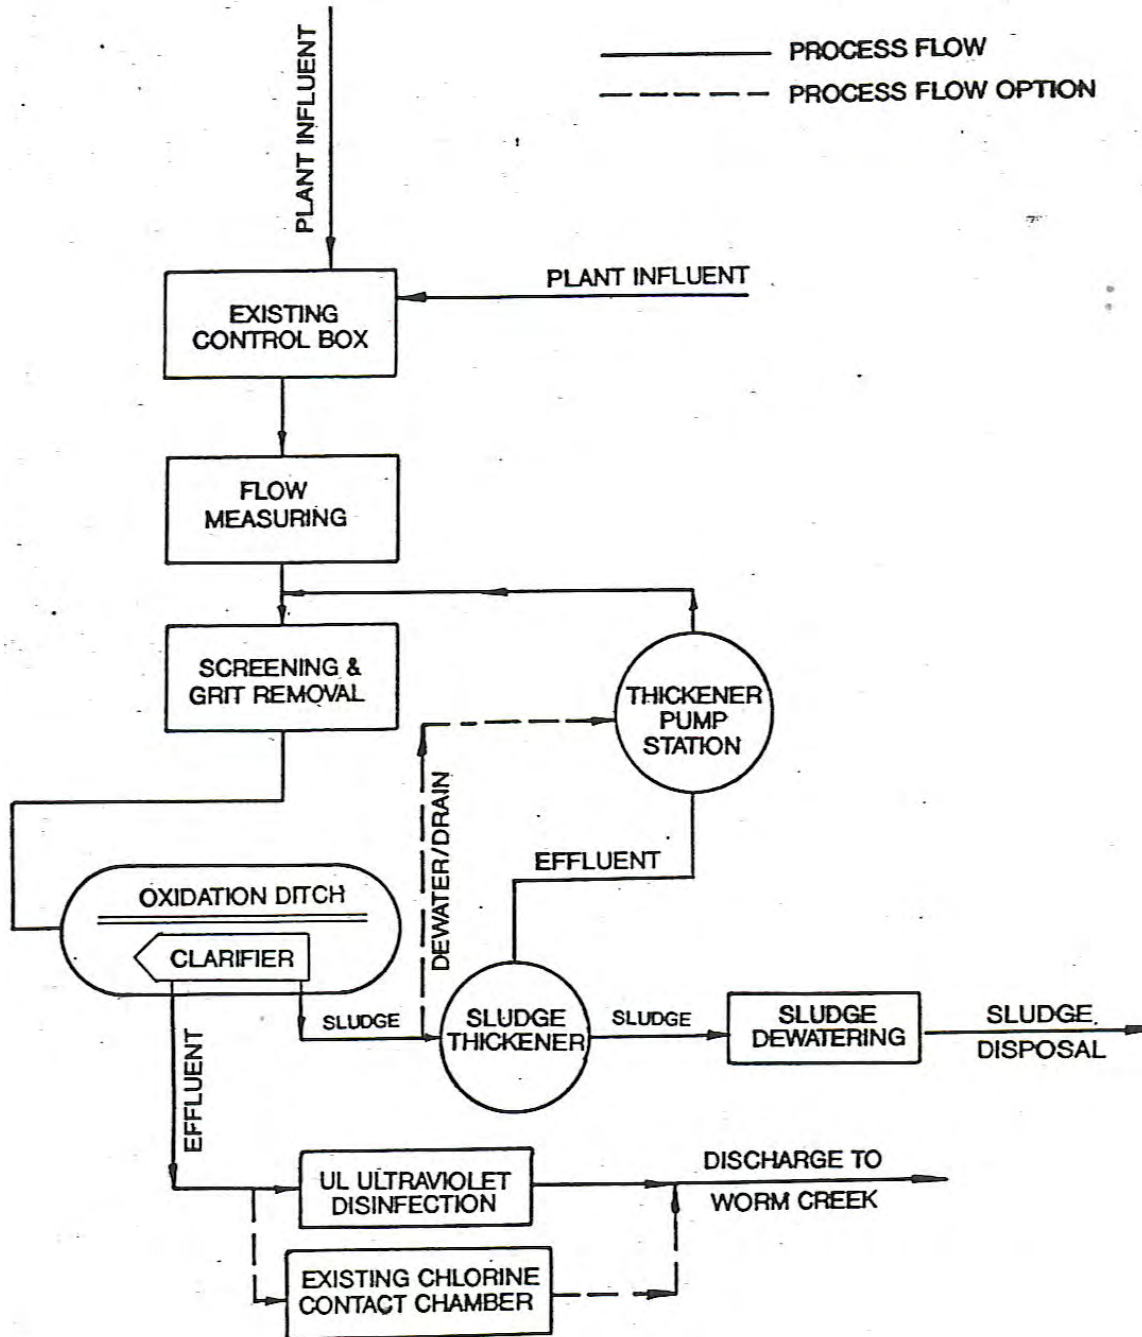 PROCESS FLOW
PROCESS FLOW OPTION
PLANT INFLUENT
PLANT INFLUENT
EXISTING
CONTROL BOX
FLOW
MEASURING
SCREENING &
GRIT REMOVAL
THICKENER
PUMP
STATION
DEWATER/DRAIN
EFFLUENT
OXIDATION DITCH
CLARIFIER
SLUDGE
SLUDGE
THICKENER
SLUDGE
SLUDGE
DEWATERING
SLUDGE
DISPOSAL
EFFLUENT
UL ULTRAVIOLET
DISINFECTION
DISCHARGE TO
WORM CREEK
EXISTING CHLORINE
CONTACT CHAMBER